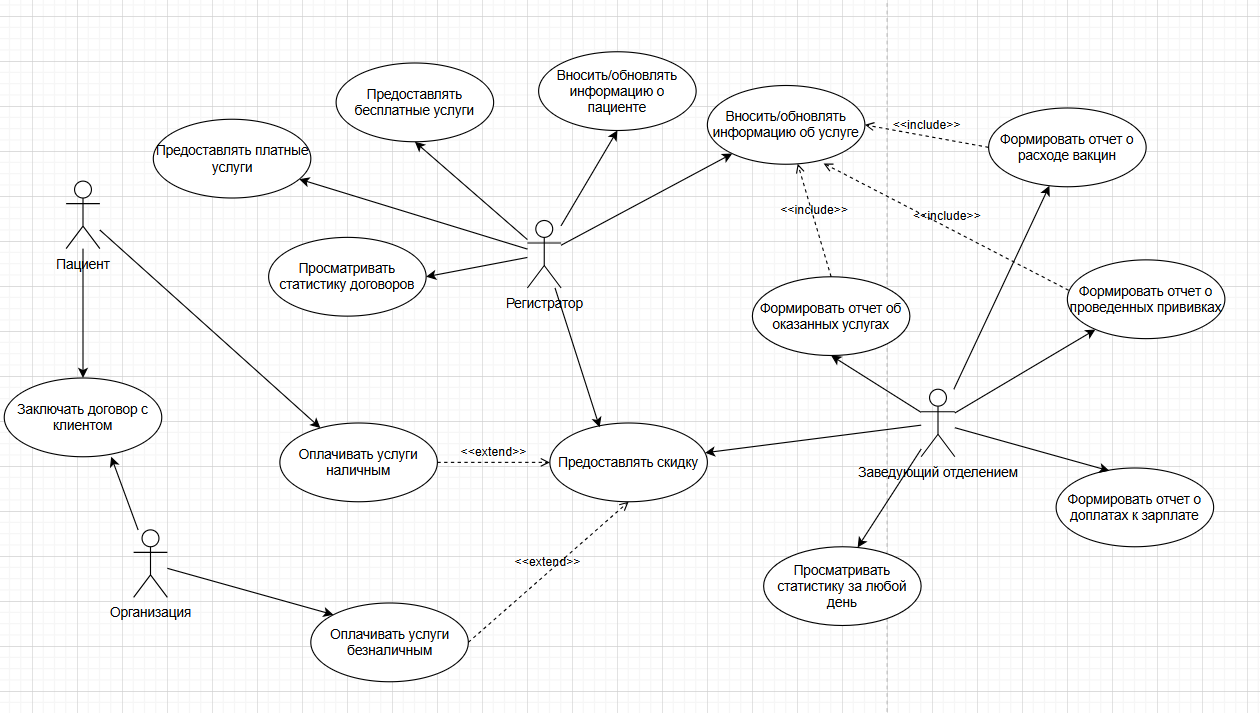 Вносить/обновлять
информацию о
пациенте
Предоставлять
бесплатные услуги
Вносить/обновлять
информацию об услуге
<<include>>
Формировать отчет о
расходе вакцин
Предоставлять платные
услуги
<<include>>
<<include>>
Пациент
Просматривать
статистику договоров
Регистратор
Формировать отчет об
оказанных услугах
Формировать отчет о
проведенных прививках
Заключать договор с
клиентом
Оплачивать услуги
наличным
<<extend>>
Предоставлять скидку
Заведующий отделением
Формировать отчет о
доплатах к зарплате
<<extend>>
Просматривать
статистику за любой
день
Организация
Оплачивать услуги
безналичным